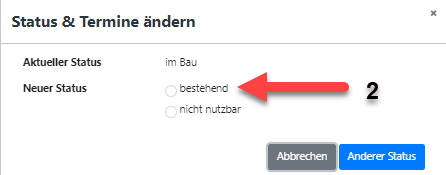 Status & Termine ändern ×
Aktueller Status im Bau
Neuer Status bestehend 2
nicht nutzbar
Abbrechen Anderer Status